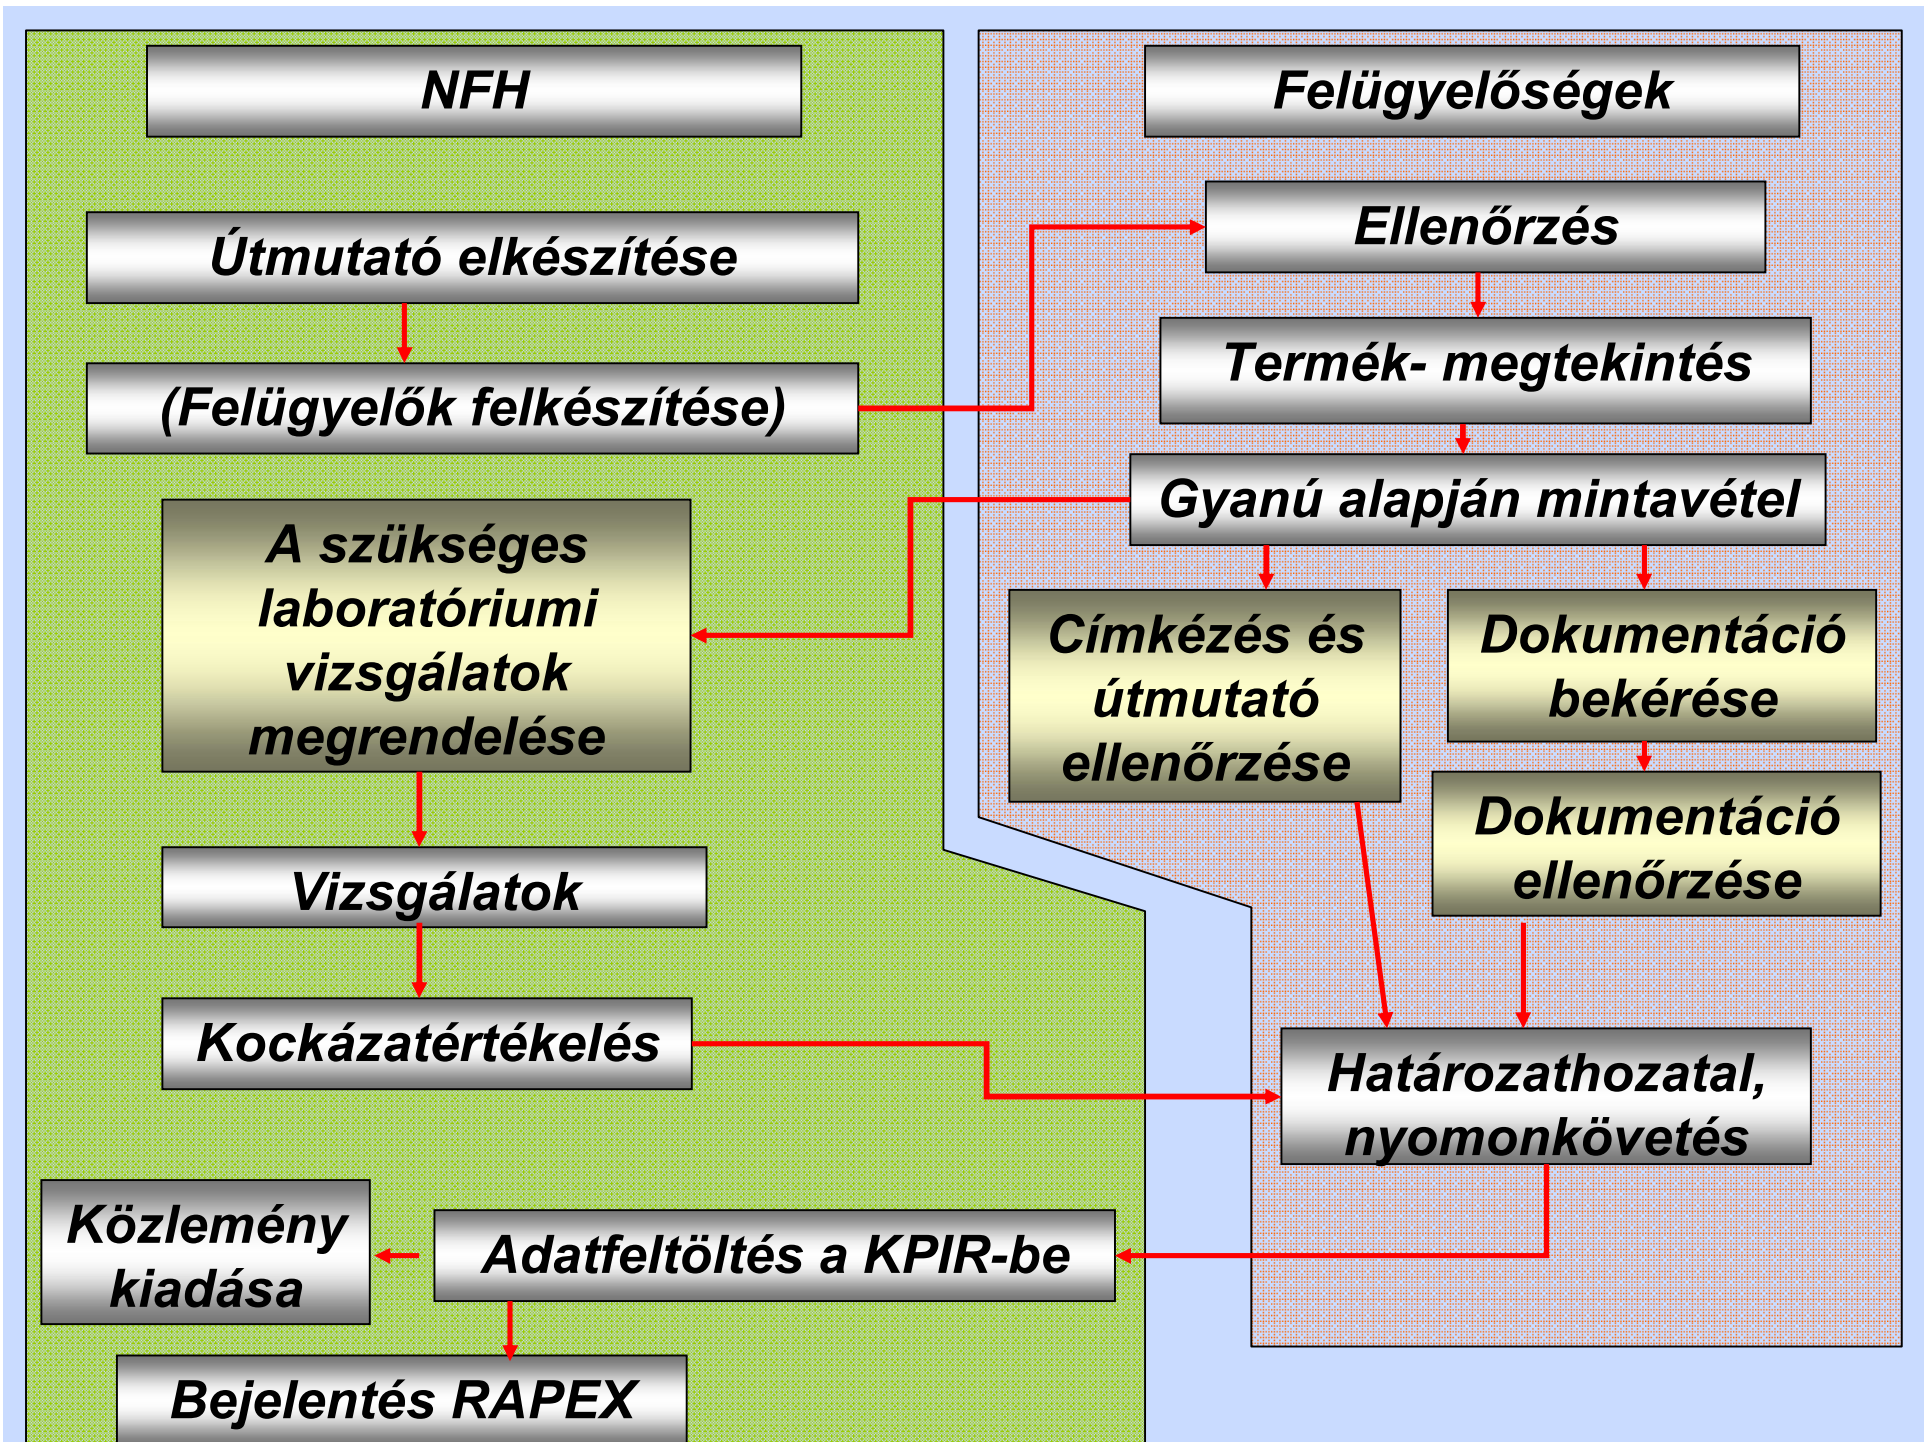 NFH
Útmutató elkészítése
(Felügyelők felkészítése)
A szükséges
laboratóriumi
vizsgálatok
megrendelése
Vizsgálatok
Kockázatértékelés
Közlemény
kiadása
Adatfeltöltés a KPIR-be
Bejelentés RAPEX
Felügyelőségek
Ellenőrzés
Termék- megtekintés
Gyanú alapján mintavétel
Címkézés és
útmutató
ellenőrzése
Dokumentáció
bekérése
Dokumentáció
ellenőrzése
Határozathozatal,
nyomonkövetés